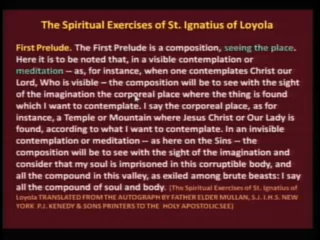 The Spiritual Exercises of St. Ignatius of Loyola
First Prelude. The First Prelude is a composition, seeing the place.
Here it is to be noted that, in a visible contemplation or
meditation -- as, for instance, when one contemplates Christ our
Lord, Who is visible -- the composition will be to see with the sight
of the imagination the corporeal place where the thing is found
which I want to contemplate. I say the corporeal place, as for
instance, a Temple or Mountain where Jesus Christ or Our Lady is
found, according to what I want to contemplate. In an invisible
contemplation or meditation -- as here on the Sins -- the
composition will be to see with the sight of the imagination and
consider that my soul is imprisoned in this corruptible body, and
all the compound in this valley, as exiled among brute beasts: I say
all the compound of soul and body. (The Spiritual Exercises of St. Ignatius of
Loyola TRANSLATED FROM THE AUTOGRAPH BY FATHER ELDER MULLAN, S.J. I.H.S. NEW
YORK P.J. KENEDY & SONS PRINTERS TO THE HOLY APOSTOLIC SEE)